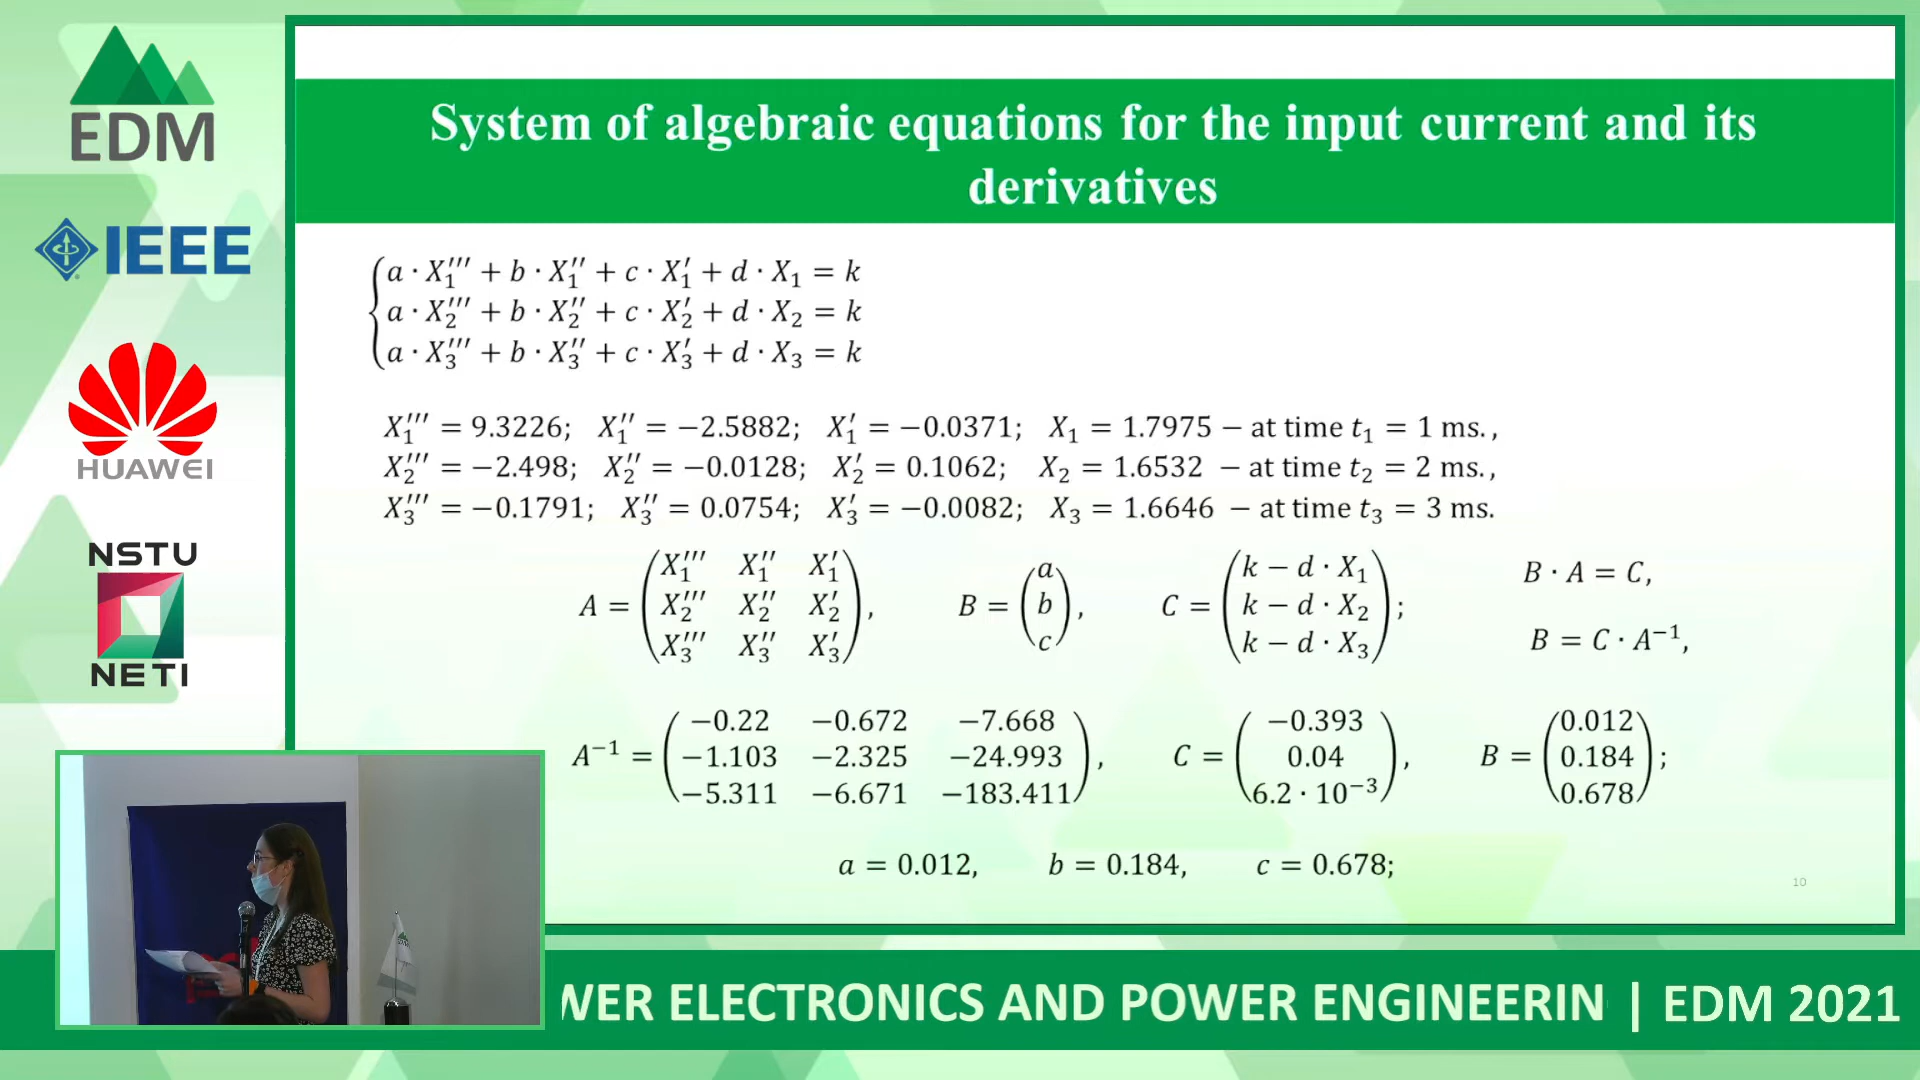 EDM
IEEE
HUAWEI
NSTU
NETI
System of algebraic equations for the input current and its
derivatives
a · X₁‴ + b · X₁″ + c · X₁′ + d · X₁ = k
a · X₂‴ + b · X₂″ + c · X₂′ + d · X₂ = k
a · X₃‴ + b · X₃″ + c · X₃′ + d · X₃ = k
X₁‴ = 9.3226; X₁″ = −2.5882; X₁′ = −0.0371; X₁ = 1.7975 − at time t₁ = 1 ms.,
X₂‴ = −2.498; X₂″ = −0.0128; X₂′ = 0.1062; X₂ = 1.6532 − at time t₂ = 2 ms.,
X₃‴ = −0.1791; X₃″ = 0.0754; X₃′ = −0.0082; X₃ = 1.6646 − at time t₃ = 3 ms.
X₁‴ X₁″ X₁′ a k − d · X₁ B · A = C,
A = X₂‴ X₂″ X₂′ , B = b , C = k − d · X₂ ;
X₃‴ X₃″ X₃′ c k − d · X₃ B = C · A⁻¹,
−0.22 −0.672 −7.668 −0.393 0.012
A⁻¹ = −1.103 −2.325 −24.993 , C = 0.04 , B = 0.184 ;
−5.311 −6.671 −183.411 6.2 · 10⁻³ 0.678
a = 0.012, b = 0.184, c = 0.678;
10
WER ELECTRONICS AND POWER ENGINEERIN | EDM 2021